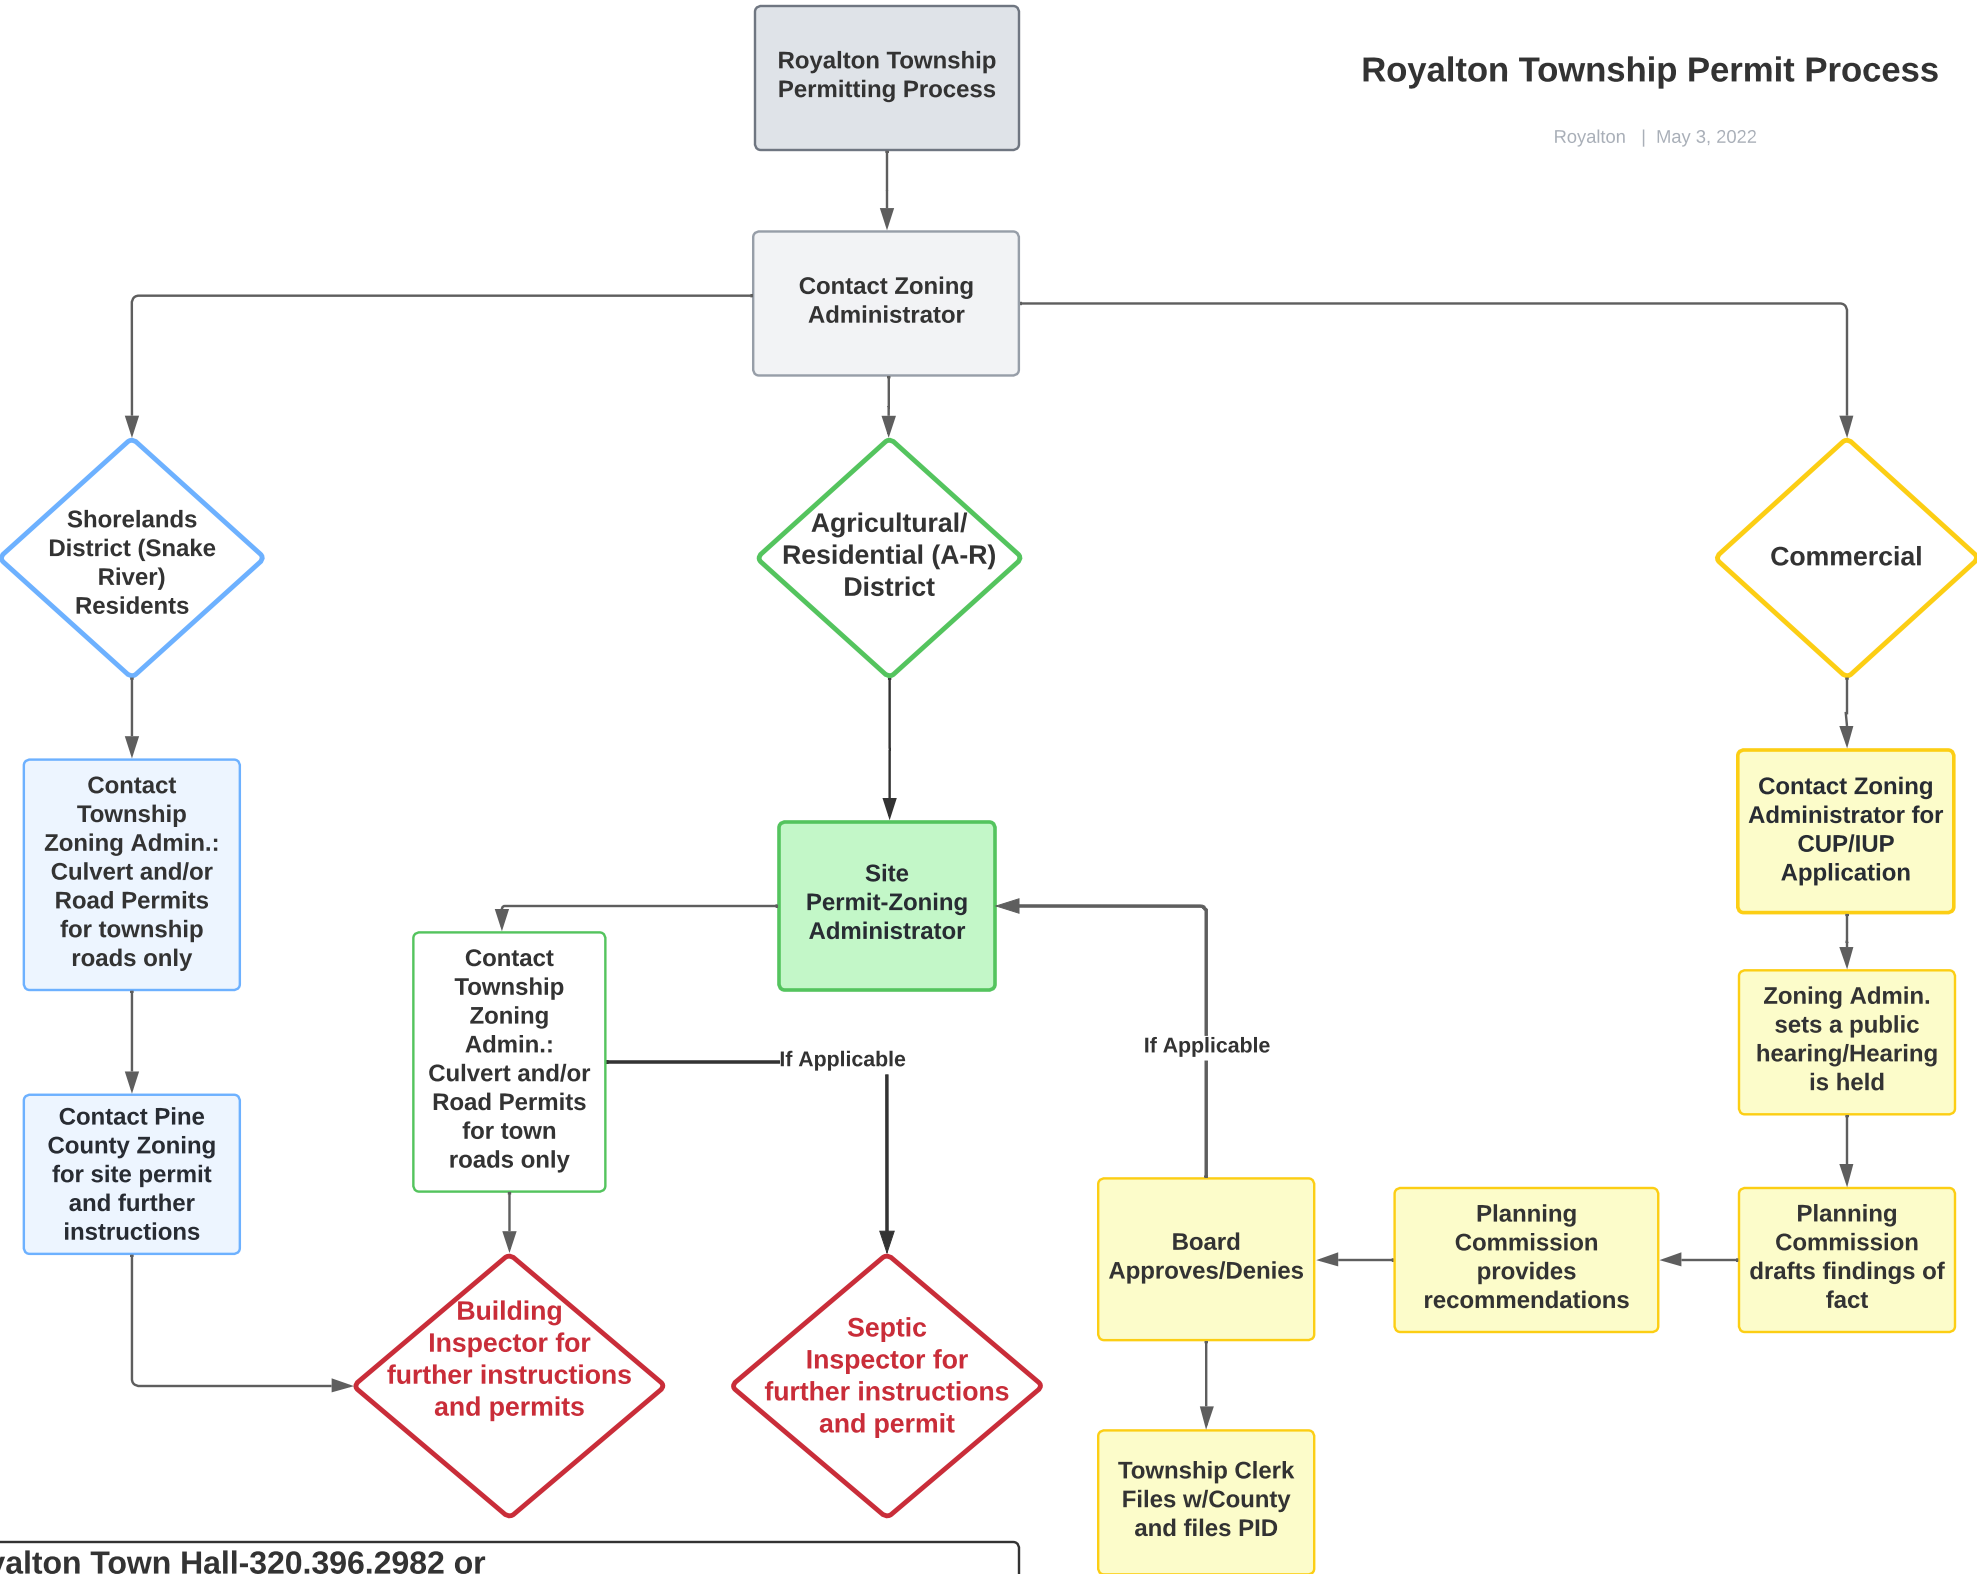 Royalton Township
Permitting Process
Royalton Township Permit Process
Royalton | May 3, 2022
Contact Zoning
Administrator
Shorelands
District (Snake
River)
Residents
Agricultural/
Residential (A-R)
District
Commercial
Contact
Township
Zoning Admin.:
Culvert and/or
Road Permits
for township
roads only
Site
Permit-Zoning
Administrator
Contact Zoning
Administrator for
CUP/IUP
Application
Contact
Township
Zoning
Admin.:
Culvert and/or
Road Permits
for town
roads only
If Applicable
If Applicable
Zoning Admin.
sets a public
hearing/Hearing
is held
Contact Pine
County Zoning
for site permit
and further
instructions
Board
Approves/Denies
Planning
Commission
provides
recommendations
Planning
Commission
drafts findings of
fact
Building
Inspector for
further instructions
and permits
Septic
Inspector for
further instructions
and permit
Township Clerk
Files w/County
and files PID
yalton Town Hall-320.396.2982 or